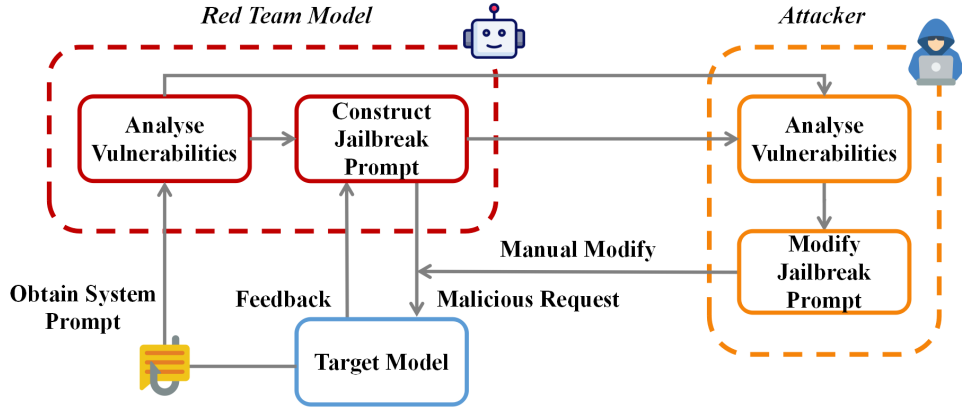 Red Team Model
Attacker
Analyse
Vulnerabilities
Construct
Jailbreak
Prompt
Analyse
Vulnerabilities
Manual Modify
Modify
Jailbreak
Prompt
Obtain System
Prompt
Feedback
Malicious Request
Target Model